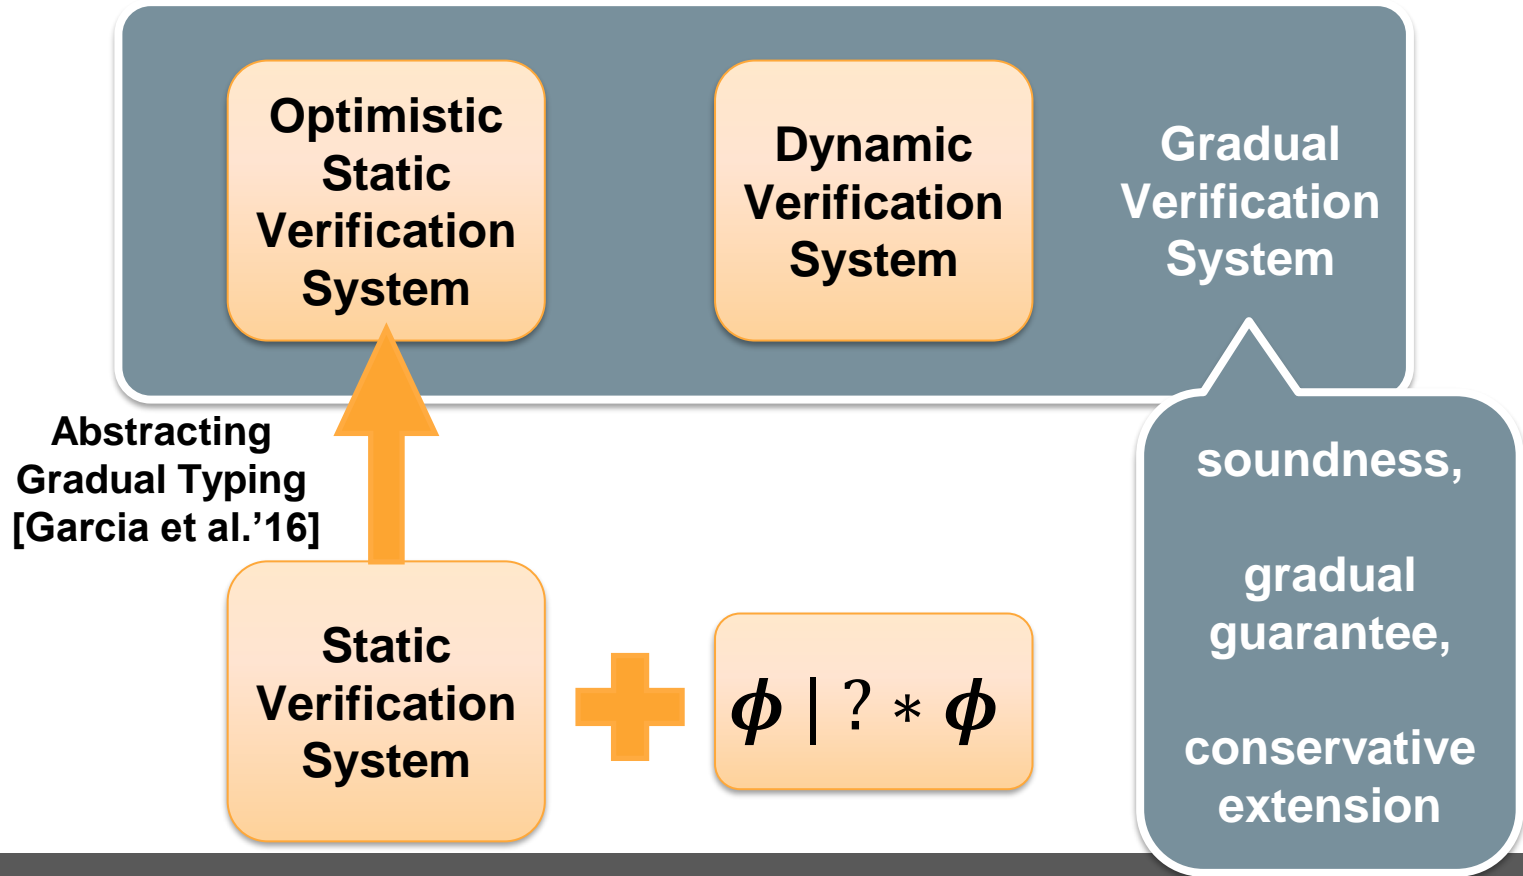 Optimistic
Static
Verification
System
Dynamic
Verification
System
Gradual
Verification
System
Abstracting
Gradual Typing
[Garcia et al.’16]
soundness,
gradual
guarantee,
conservative
extension
Static
Verification
System
ϕ | ? ∗ ϕ